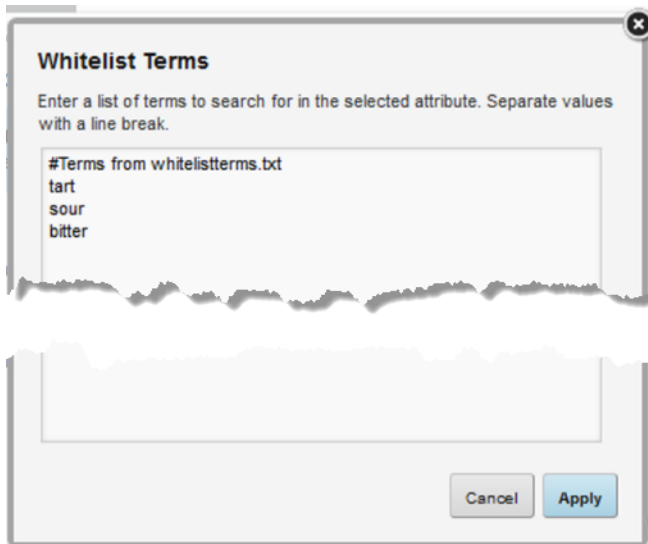 Whitelist Terms
Enter a list of terms to search for in the selected attribute. Separate values
with a line break.
#Terms from whitelistterms.txt
tart
sour
bitter
Cancel Apply